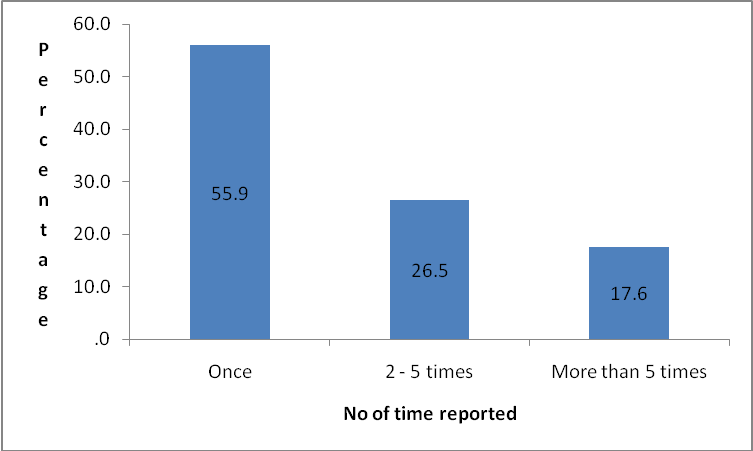 60.0
50.0
40.0
30.0
20.0
10.0
.0
Percentage
55.9
26.5
17.6
Once
2 - 5 times
More than 5 times
No of time reported